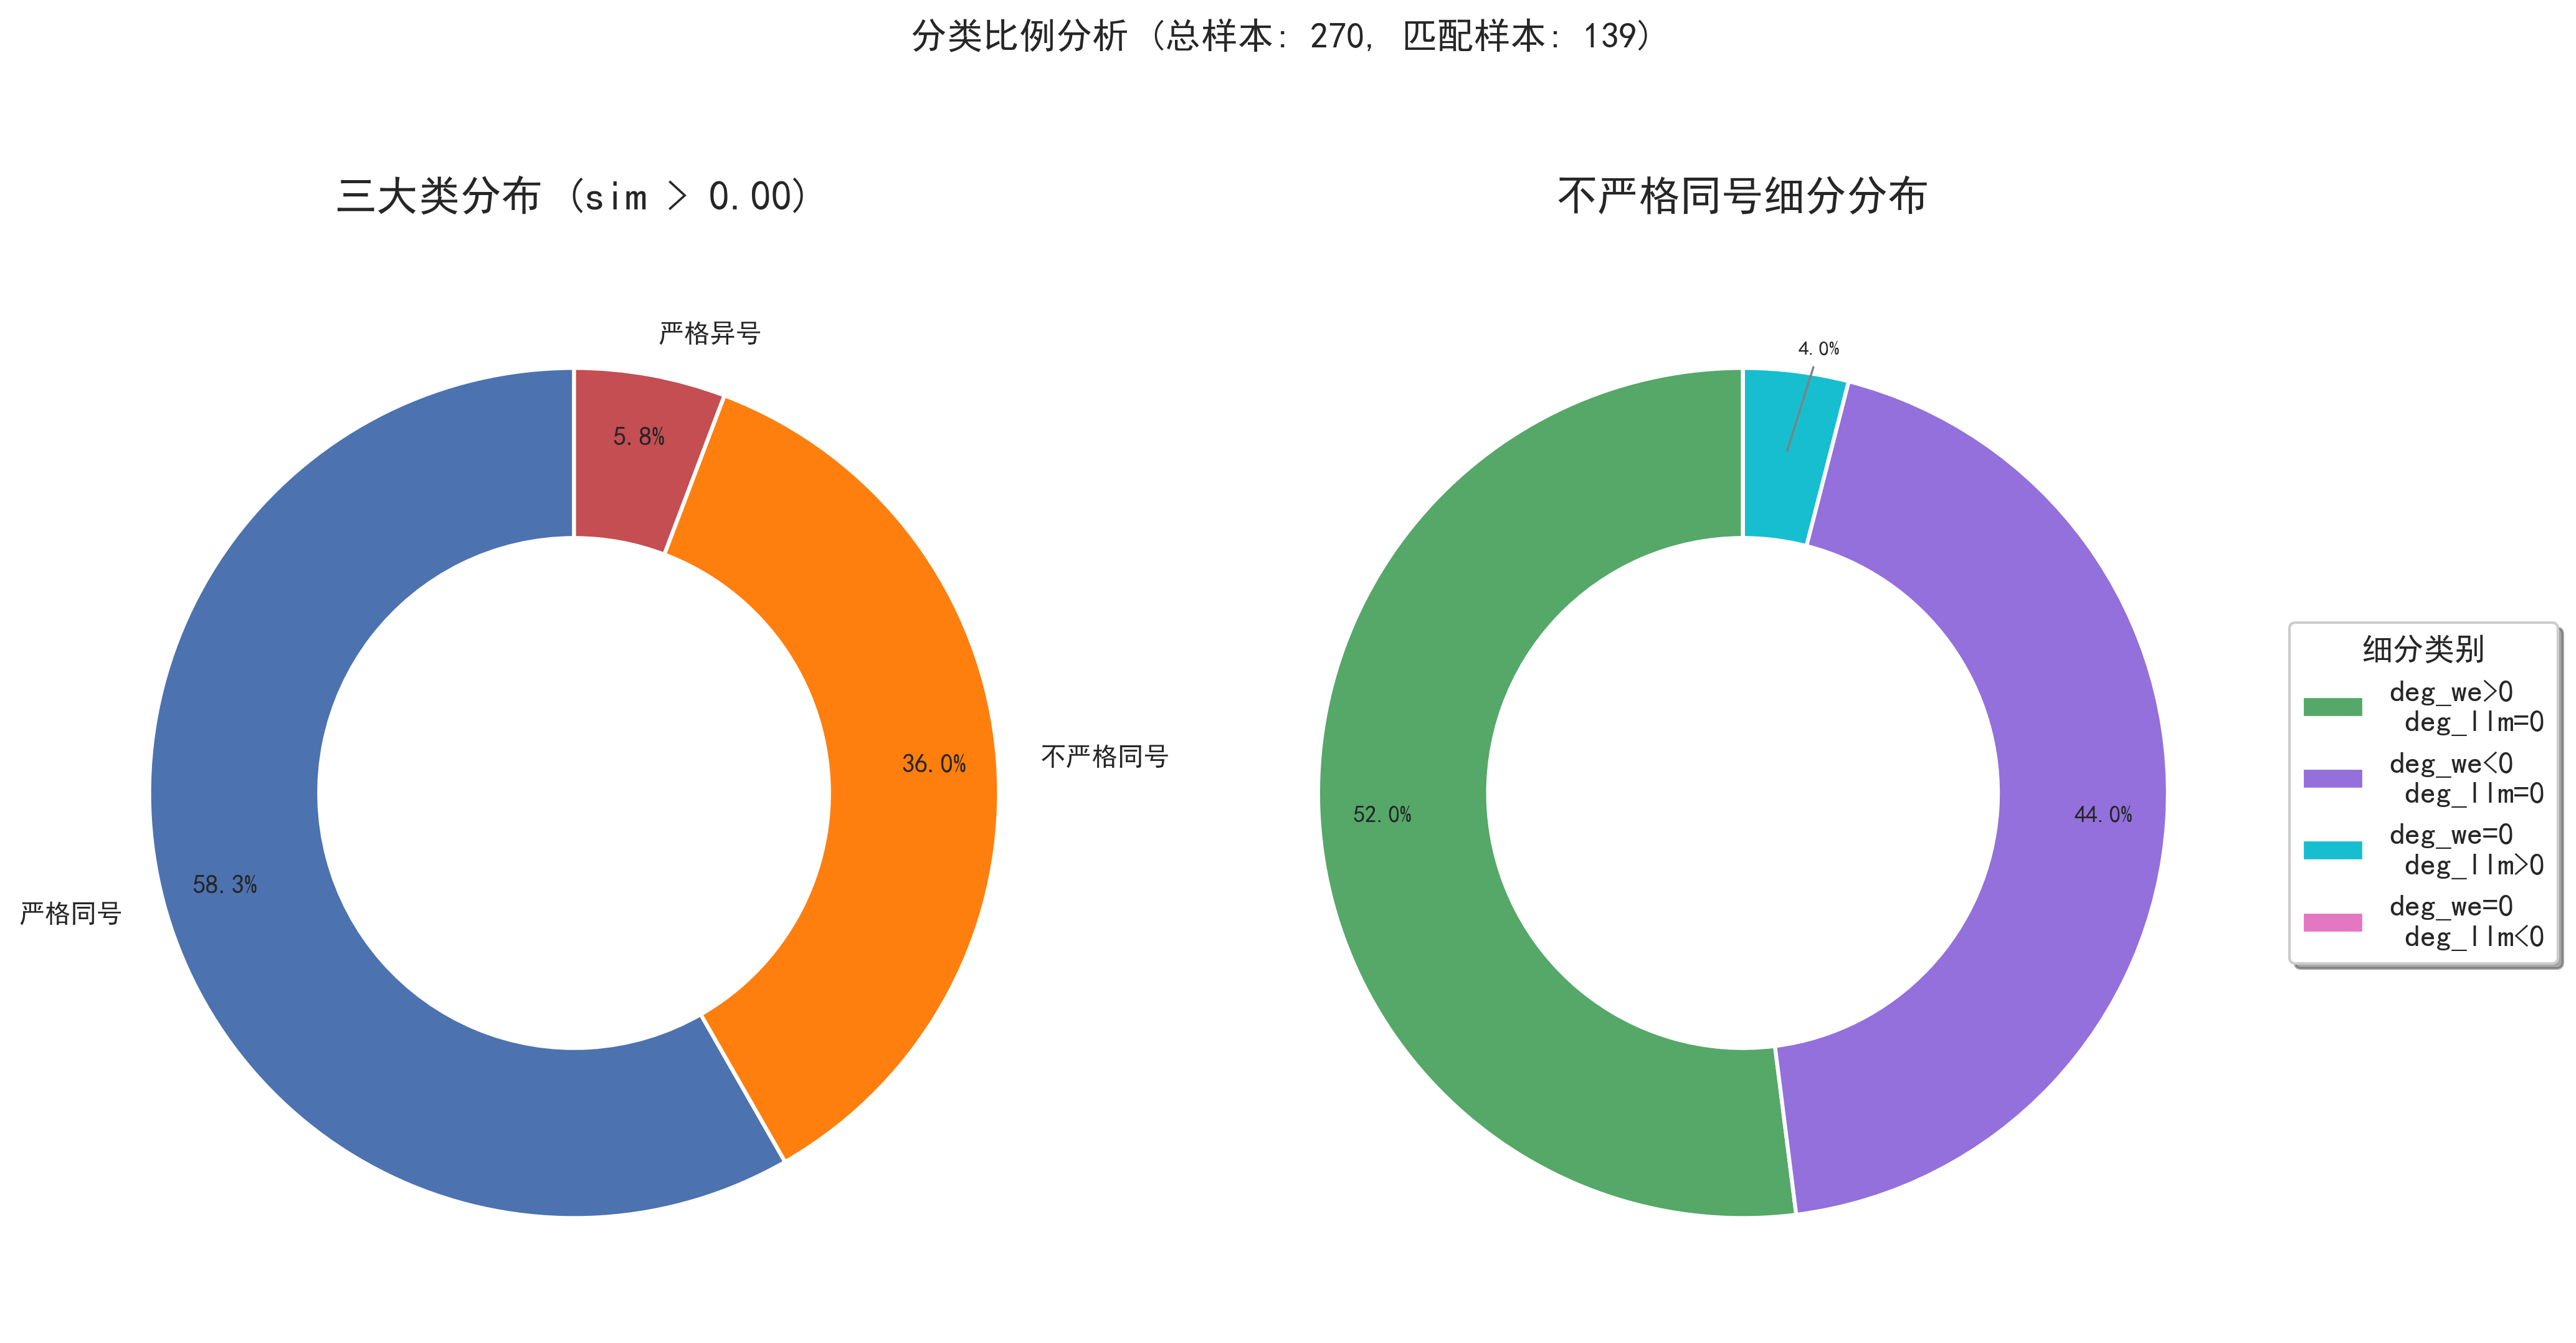 分类比例分析 (总样本: 270, 匹配样本: 139)
三大类分布 (sim > 0.00)
严格异号
5.8%
36.0%
不严格同号
58.3%
严格同号
不严格同号细分分布
4.0%
52.0%
44.0%
细分类别
deg_we>0
deg_llm=0
deg_we<0
deg_llm=0
deg_we=0
deg_llm>0
deg_we=0
deg_llm<0